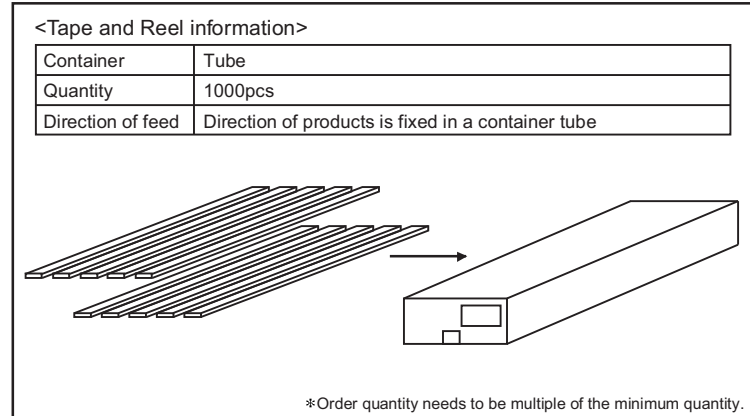 <Tape and Reel information>
Container Tube
Quantity 1000pcs
Direction of feed Direction of products is fixed in a container tube
*Order quantity needs to be multiple of the minimum quantity.